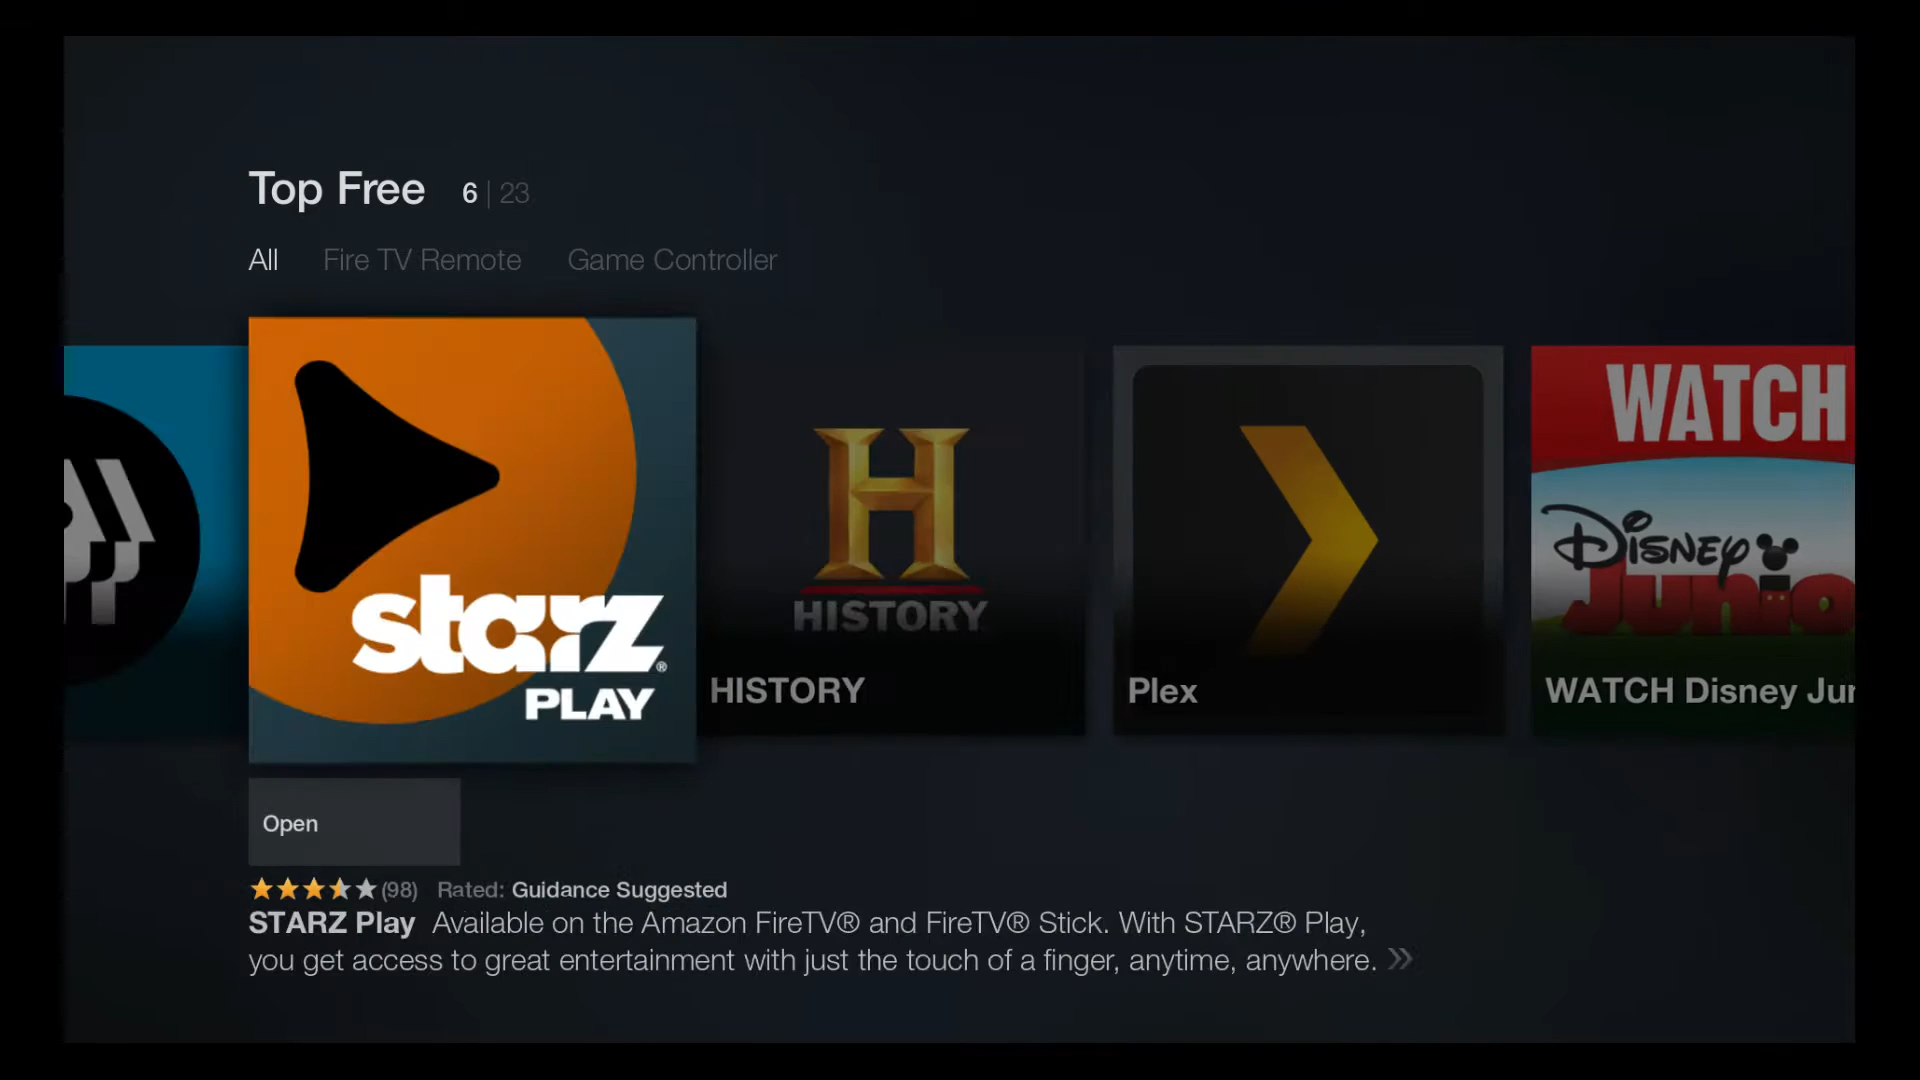 Top Free 6 | 23
All Fire TV Remote Game Controller
starz®
PLAY
H
HISTORY
HISTORY
Plex
WATCH
Disney
Junio
WATCH Disney Jur
Open
(98) Rated: Guidance Suggested
STARZ Play Available on the Amazon FireTV® and FireTV® Stick. With STARZ® Play,
you get access to great entertainment with just the touch of a finger, anytime, anywhere. »